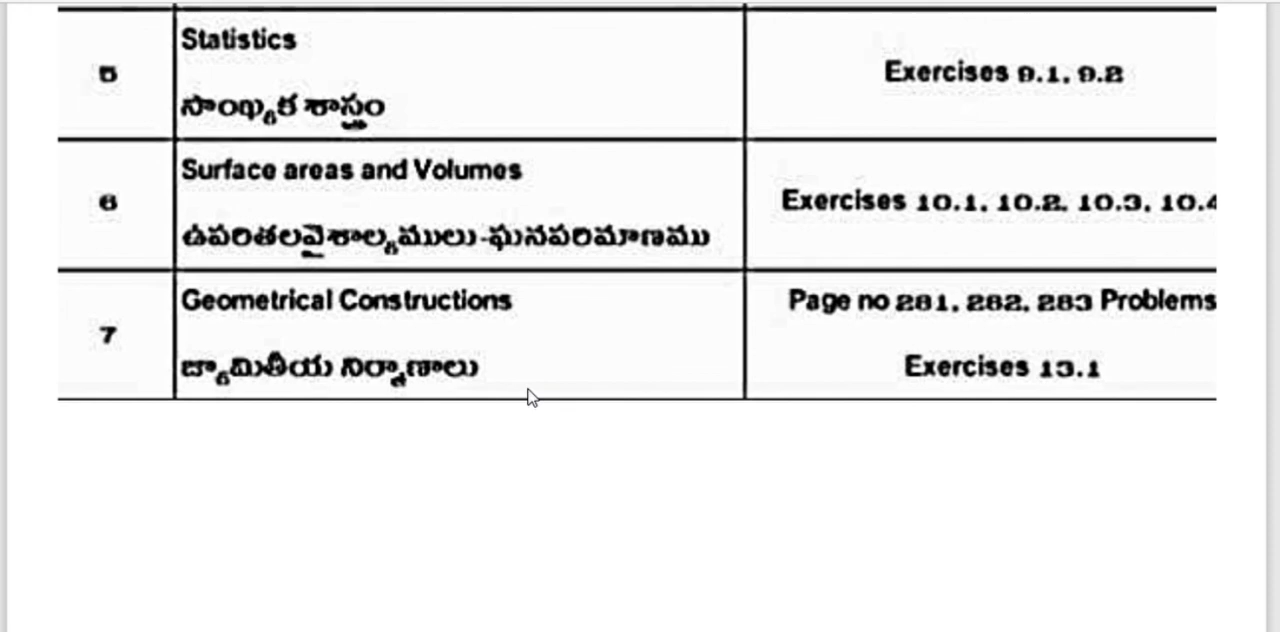 5
Statistics
సాంఖ్యక శాస్త్రం
Exercises 9.1, 9.2
6
Surface areas and Volumes
ఉపరితలవైశాల్యములు -ఘనపరిమాణము
Exercises 10.1, 10.2, 10.3, 10.4
7
Geometrical Constructions
జ్యామితీయ నిర్మాణాలు
Page no 281, 282, 283 Problems
Exercises 13.1